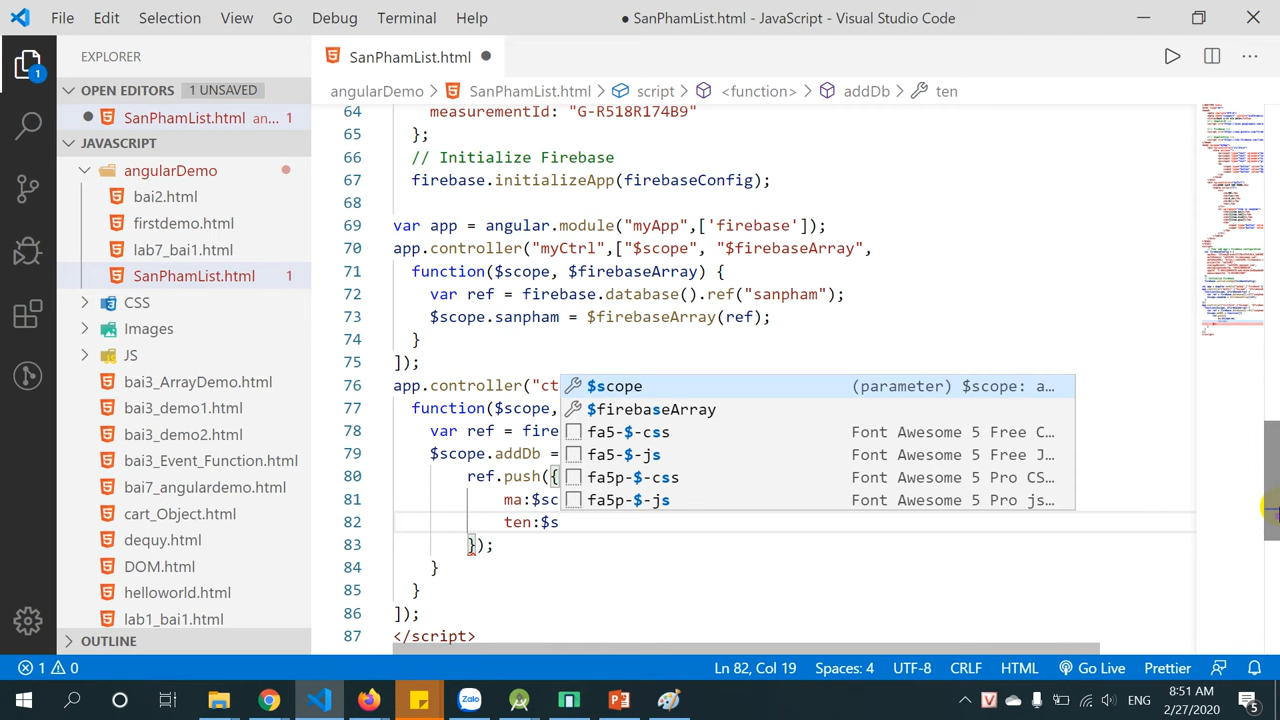 File Edit Selection View Go Debug Terminal Help
● SanPhamList.html - JavaScript - Visual Studio Code
EXPLORER
OPEN EDITORS 1 UNSAVED
SanPhamList.html an... 1
JAVASCRIPT
angularDemo
bai2.html
firstdemo.html
lab7_bai1.html
SanPhamList.html 1
CSS
Images
JS
bai3_ArrayDemo.html
bai3_demo1.html
bai3_demo2.html
bai3_Event_Function.html
bai7_angulardemo.html
cart_Object.html
dequy.html
DOM.html
helloworld.html
lab1_bai1.html
OUTLINE
SanPhamList.html
angularDemo > SanPhamList.html > script > <function> > addDb > ten
64 measurementId: "G-R518R174B9"
65 };
66 // Initialize Firebase
67 firebase.initializeApp(firebaseConfig);
68
69 var app = angular.module("myApp",['firebase']);
70 app.controller("myCtrl",["$scope", "$firebaseArray",
71 function($scope, $firebaseArray) {
72 var ref = firebase.database().ref("sanpham");
73 $scope.sanpham = $firebaseArray(ref);
74 }
75 ]);
76 app.controller("ct
77 function($scope,
78 var ref = fire
79 $scope.addDb =
80 ref.push({
81 ma:$sc
82 ten:$s
83 });
84 }
85 }
86 ]);
87 </script>
$scope (parameter) $scope: a...
$firebaseArray
fa5-$-css Font Awesome 5 Free C...
fa5-$-js Font Awesome 5 Free J...
fa5p-$-css Font Awesome 5 Pro CS...
fa5p-$-js Font Awesome 5 Pro js...
1 0 Ln 82, Col 19 Spaces: 4 UTF-8 CRLF HTML Go Live Prettier
Zalo
ENG
8:51 AM
2/27/2020
5
1